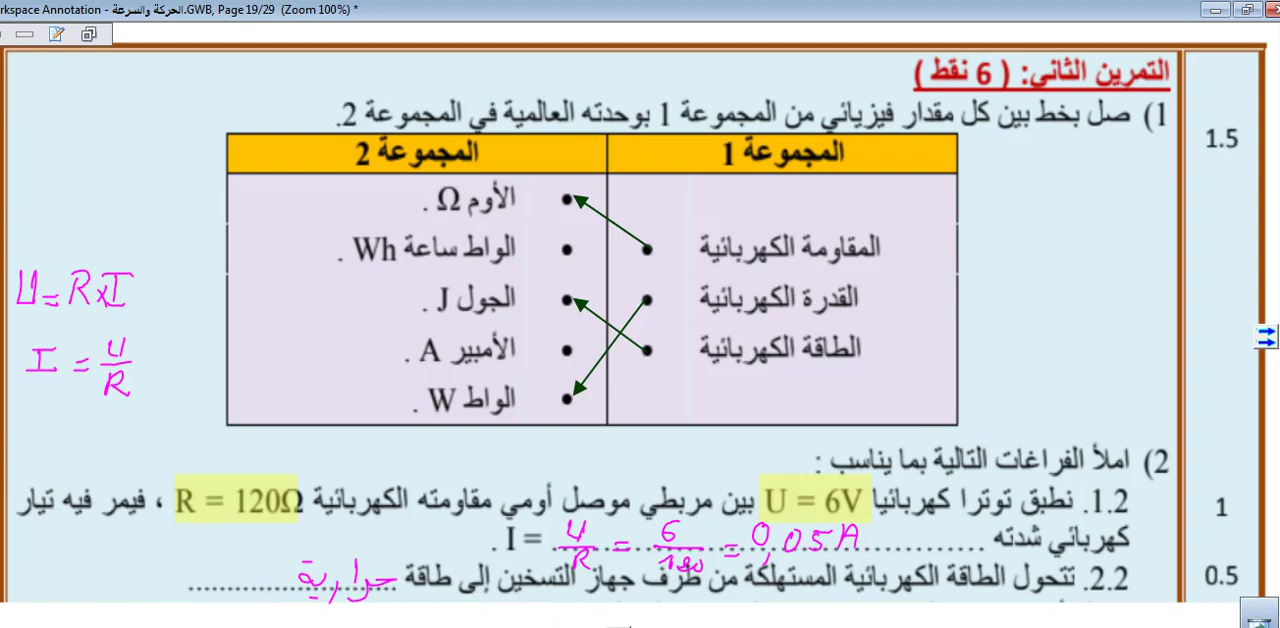 rkspace Annotation - الحركة والسرعة.GWB, Page 19/29 (Zoom 100%) *
التمرين الثاني: ( 6 نقط )
1) صل بخط بين كل مقدار فيزيائي من المجموعة 1 بوحدته العالمية في المجموعة 2.
1.5
المجموعة 1
المجموعة 2
الأوم Ω .
المقاومة الكهربائية
الواط ساعة Wh .
القدرة الكهربائية
الجول J .
الطاقة الكهربائية
الأمبير A .
الواط W .
U = R x I
I = U/R
2) املأ الفراغات التالية بما يناسب :
1.2. نطبق توترا كهربائيا U = 6V بين مربطي موصل أومي مقاومته الكهربائية R = 120Ω ، فيمر فيه تيار
1
كهربائي شدته I = U/R = 6/120 = 0,05 A .
2.2. تتحول الطاقة الكهربائية المستهلكة من طرف جهاز التسخين إلى طاقة حرارية
0.5